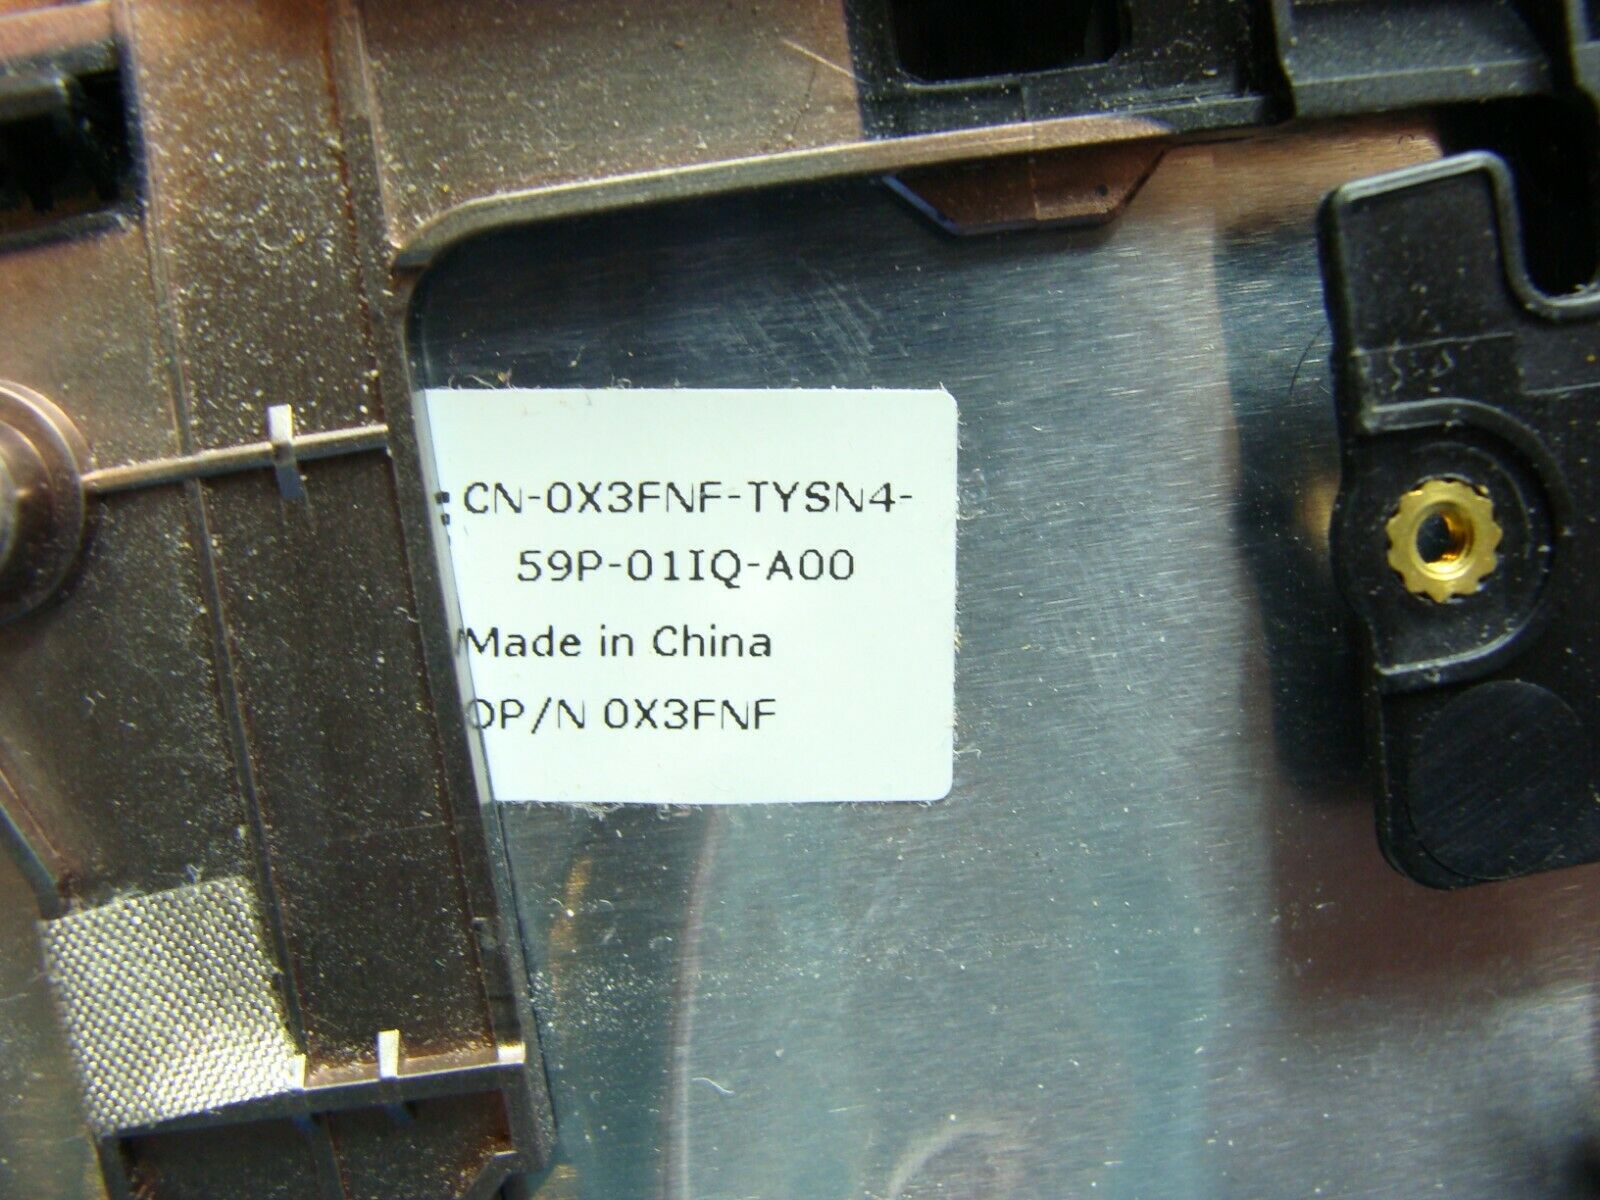 : CN-0X3FNF-TYSN4-
59P-01IQ-A00
Made in China
DP/N 0X3FNF